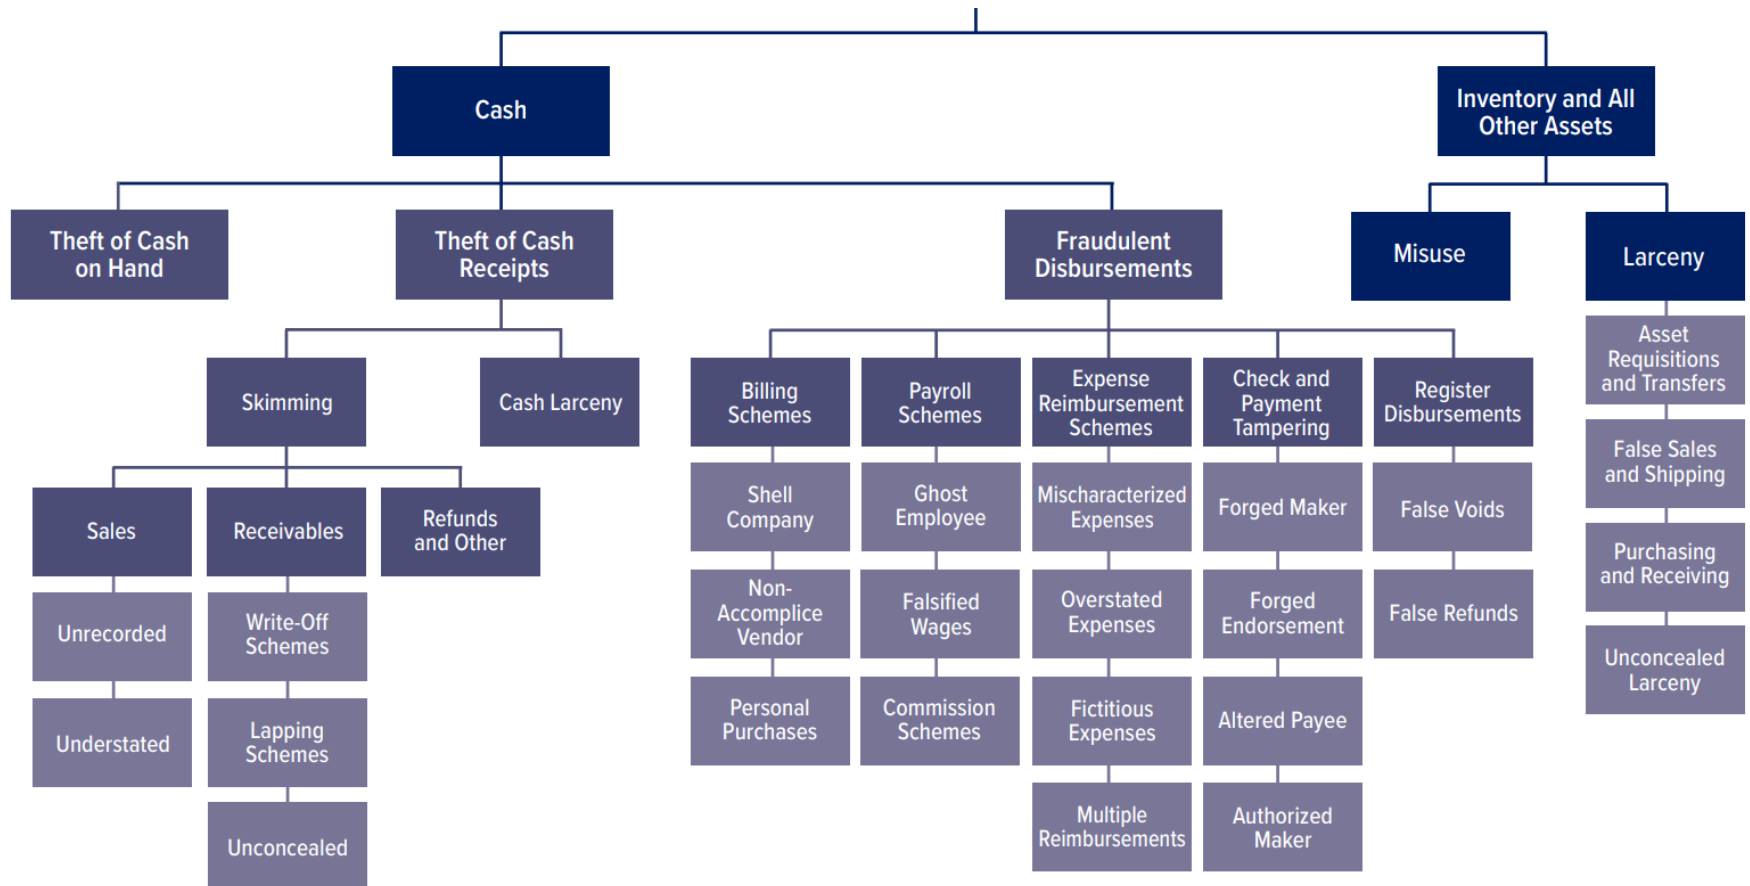 Cash
Inventory and All
Other Assets
Theft of Cash
on Hand
Theft of Cash
Receipts
Fraudulent
Disbursements
Misuse
Larceny
Skimming
Cash Larceny
Billing
Schemes
Payroll
Schemes
Expense
Reimbursement
Schemes
Check and
Payment
Tampering
Register
Disbursements
Asset
Requisitions
and Transfers
False Sales
and Shipping
Purchasing
and Receiving
Unconcealed
Larceny
Sales
Receivables
Refunds
and Other
Unrecorded
Understated
Write-Off
Schemes
Lapping
Schemes
Unconcealed
Shell
Company
Non-
Accomplice
Vendor
Personal
Purchases
Ghost
Employee
Falsified
Wages
Commission
Schemes
Mischaracterized
Expenses
Overstated
Expenses
Fictitious
Expenses
Multiple
Reimbursements
Forged Maker
Forged
Endorsement
Altered Payee
Authorized
Maker
False Voids
False Refunds